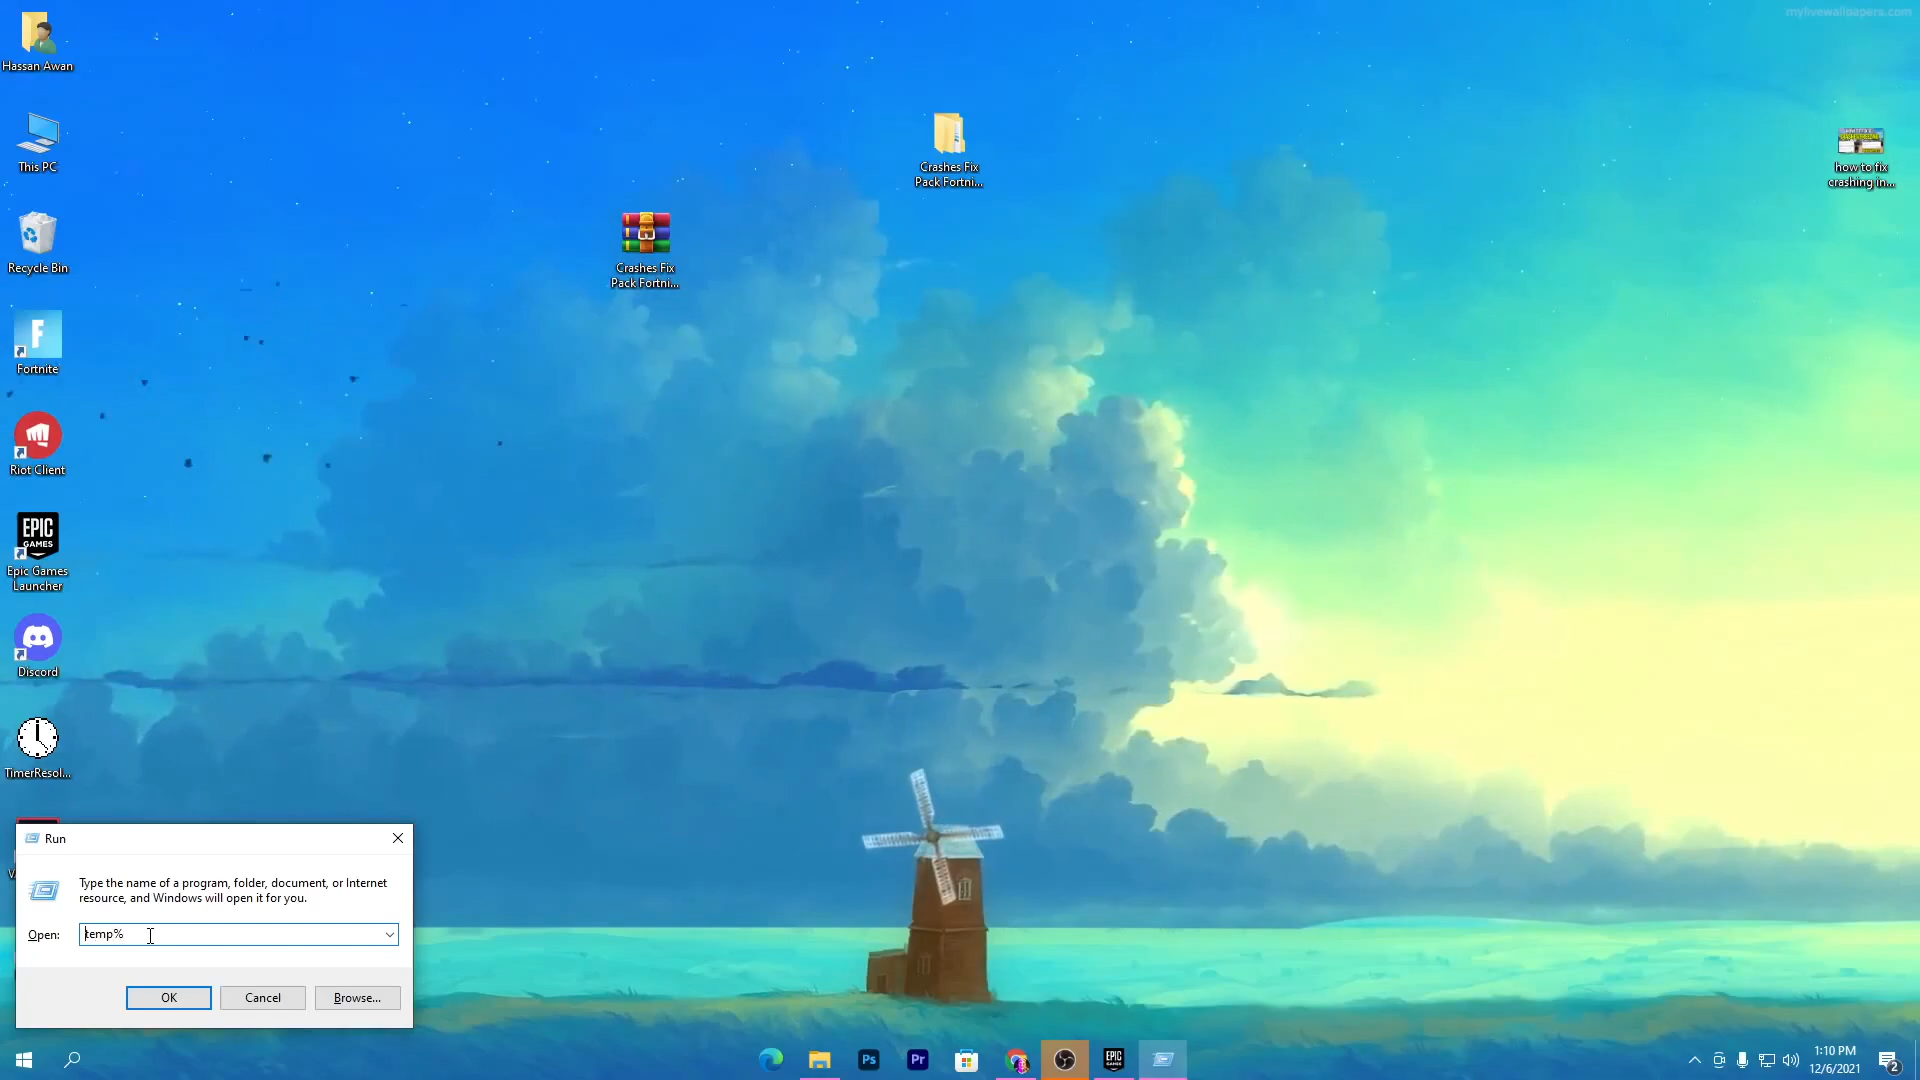 mylivewallpapers.com
Hassan Awan
This PC
Recycle Bin
Fortnite
Riot Client
EPIC
GAMES
Epic Games
Launcher
Discord
TimerResol...
Crashes Fix
Pack Fortni...
Crashes Fix
Pack Fortni...
how to fix
crashing in...
Run
Type the name of a program, folder, document, or Internet
resource, and Windows will open it for you.
Open:
temp%
OK
Cancel
Browse...
Ps
Pr
EPIC
GAMES
1:10 PM
12/6/2021
2